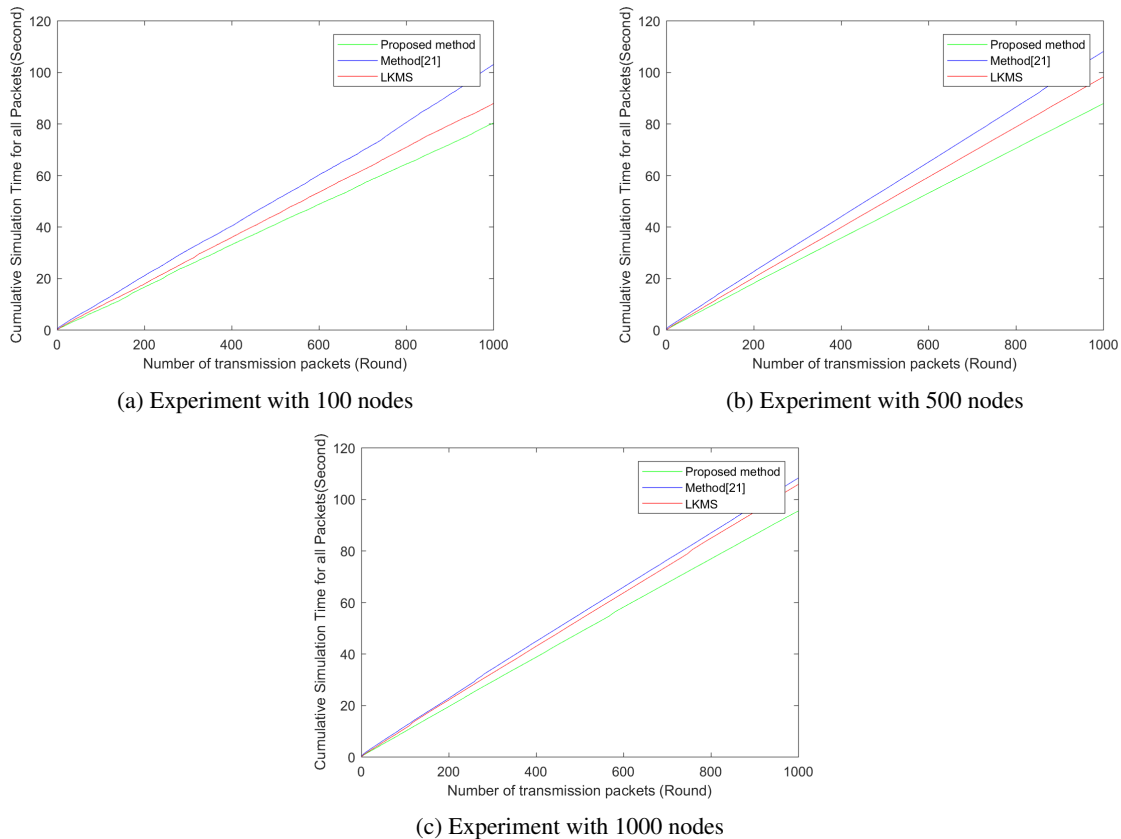 120
100
80
60
40
20
0
Cumulative Simulation Time for all Packets(Second)
Proposed method
Method[21]
LKMS
0 200 400 600 800 1000
Number of transmission packets (Round)
(a) Experiment with 100 nodes
120
100
80
60
40
20
0
Cumulative Simulation Time for all Packets(Second)
Proposed method
Method[21]
LKMS
0 200 400 600 800 1000
Number of transmission packets (Round)
(b) Experiment with 500 nodes
120
100
80
60
40
20
0
Cumulative Simulation Time for all Packets(Second)
Proposed method
Method[21]
LKMS
0 200 400 600 800 1000
Number of transmission packets (Round)
(c) Experiment with 1000 nodes